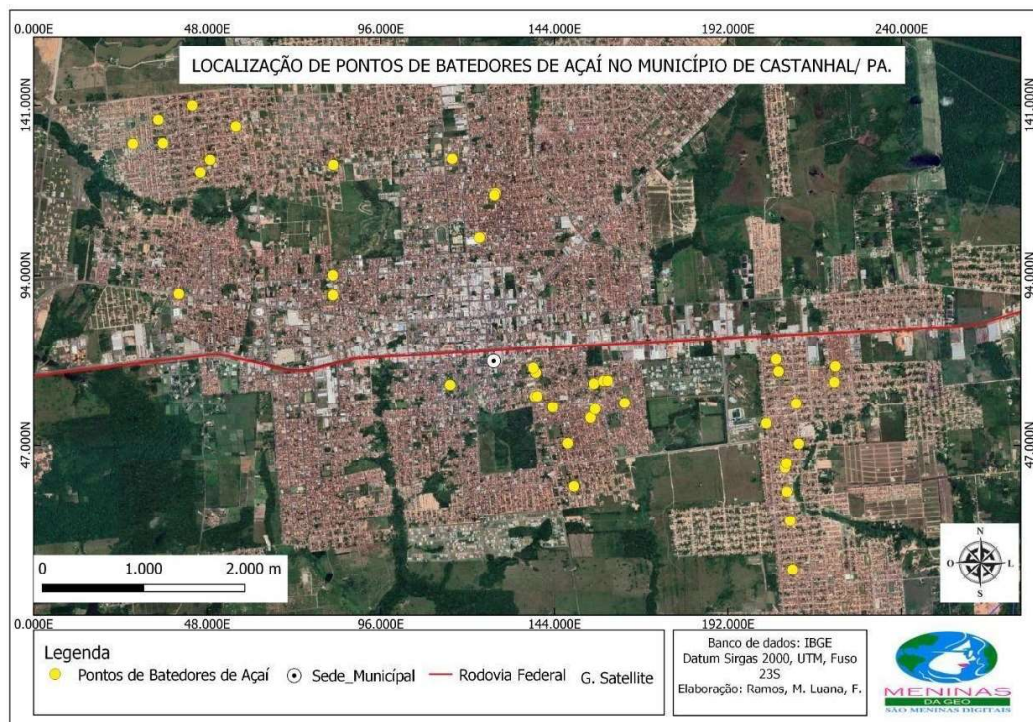 0.000E 48.000E 96.000E 144.000E 192.000E 240.000E
LOCALIZAÇÃO DE PONTOS DE BATEDORES DE AÇAÍ NO MUNICÍPIO DE CASTANHAL/ PA.
141.000N 141.000N
94.000N 94.000N
47.000N 47.000N
0 1.000 2.000 m
N
O L
S
0.000E 48.000E 96.000E 144.000E 192.000E
Legenda
Pontos de Batedores de Açaí Sede_Municípal Rodovia Federal G. Satellite
Banco de dados: IBGE
Datum Sirgas 2000, UTM, Fuso
23S
Elaboração: Ramos, M. Luana, F.
MENINAS
DA GEO
SÃO MENINAS DIGITAIS